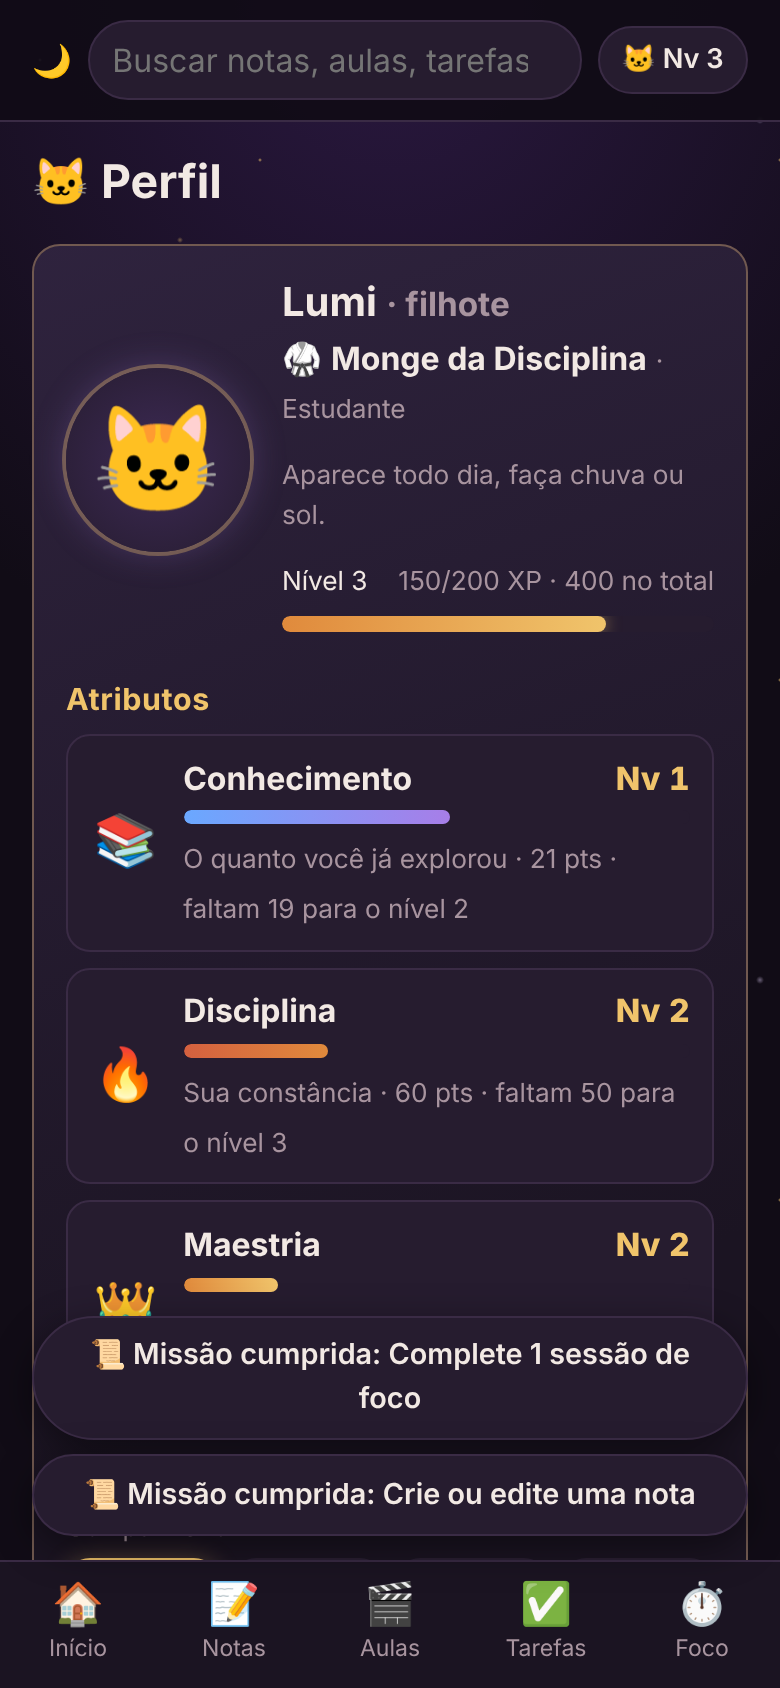 Buscar notas, aulas, tarefas
Nv 3
Perfil
Lumi · filhote
Monge da Disciplina ·
Estudante
Aparece todo dia, faça chuva ou
sol.
Nível 3 150/200 XP · 400 no total
Atributos
Conhecimento Nv 1
O quanto você já explorou · 21 pts ·
faltam 19 para o nível 2
Disciplina Nv 2
Sua constância · 60 pts · faltam 50 para
o nível 3
Maestria Nv 2
Missão cumprida: Complete 1 sessão de
foco
Missão cumprida: Crie ou edite uma nota
Início Notas Aulas Tarefas Foco